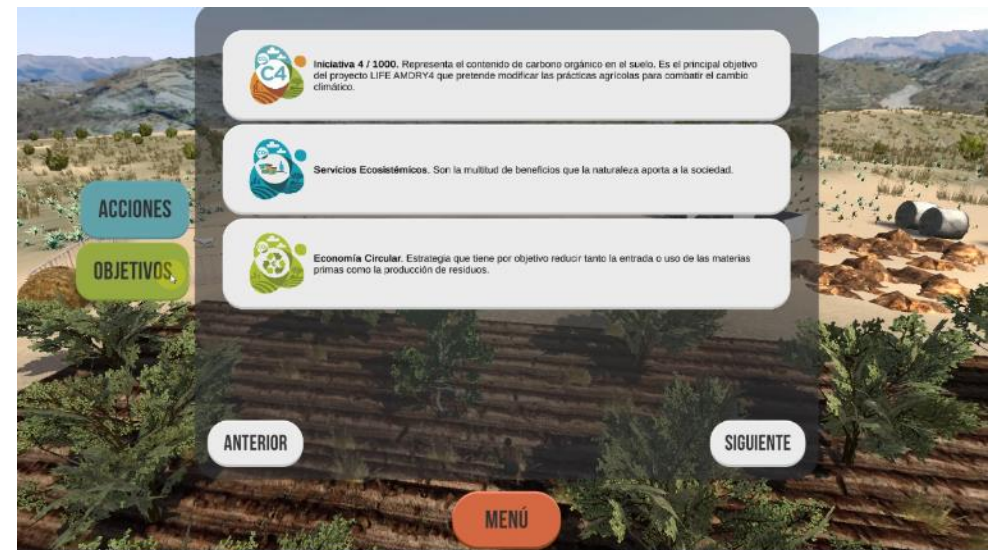 C4
Iniciativa 4 / 1000. Representa el contenido de carbono orgánico en el suelo. Es el principal objetivo
del proyecto LIFE AMDRY4 que pretende modificar las prácticas agrícolas para combatir el cambio
climático.
Servicios Ecosistémicos. Son la multitud de beneficios que la naturaleza aporta a la sociedad.
ACCIONES
OBJETIVOS
Economía Circular. Estrategia que tiene por objetivo reducir tanto la entrada o uso de las materias
primas como la producción de residuos.
ANTERIOR
SIGUIENTE
MENÚ